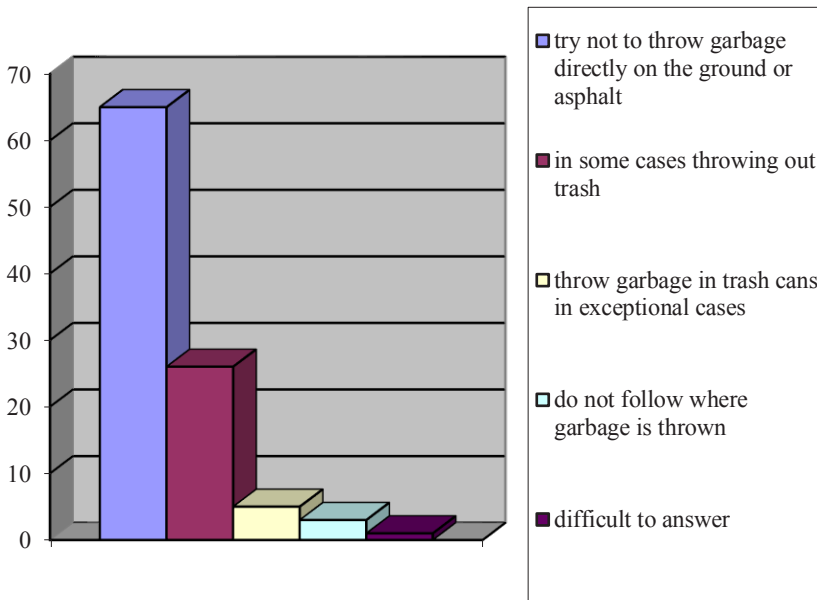 70
60
50
40
30
20
10
0
try not to throw garbage
directly on the ground or
asphalt
in some cases throwing out
trash
throw garbage in trash cans
in exceptional cases
do not follow where
garbage is thrown
difficult to answer